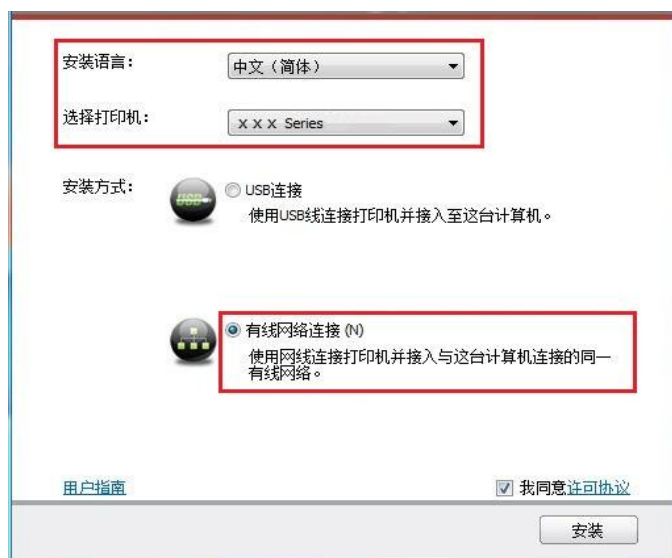 安装语言：
中文（简体）
选择打印机：
x x x Series
安装方式：
USB
USB连接
使用USB线连接打印机并接入至这台计算机。
有线网络连接 (N)
使用网线连接打印机并接入与这台计算机连接的同一
有线网络。
用户指南
我同意许可协议
安装